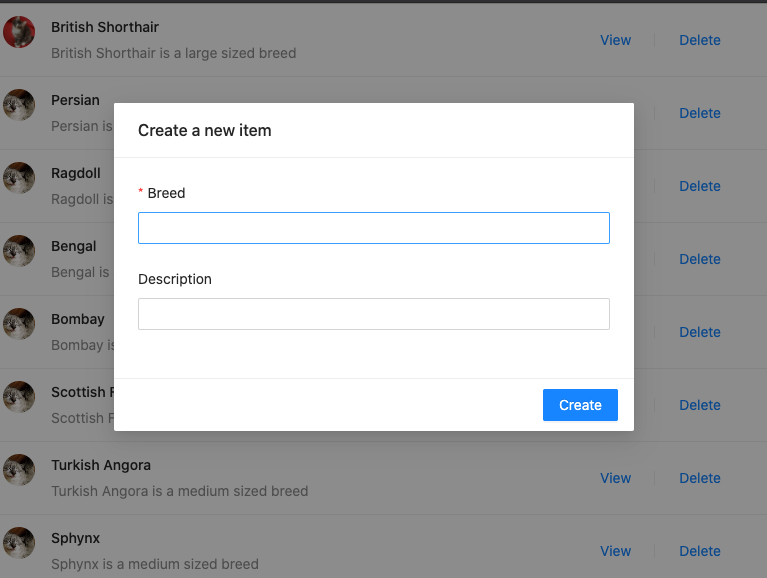 British Shorthair
British Shorthair is a large sized breed
View
Delete
Persian
Persian is
Delete
Create a new item
Ragdoll
Ragdoll is
Delete
* Breed
Bengal
Bengal is
Delete
Description
Bombay
Bombay is
Delete
Scottish F
Scottish F
Delete
Create
Turkish Angora
Turkish Angora is a medium sized breed
View
Delete
Sphynx
Sphynx is a medium sized breed
View
Delete